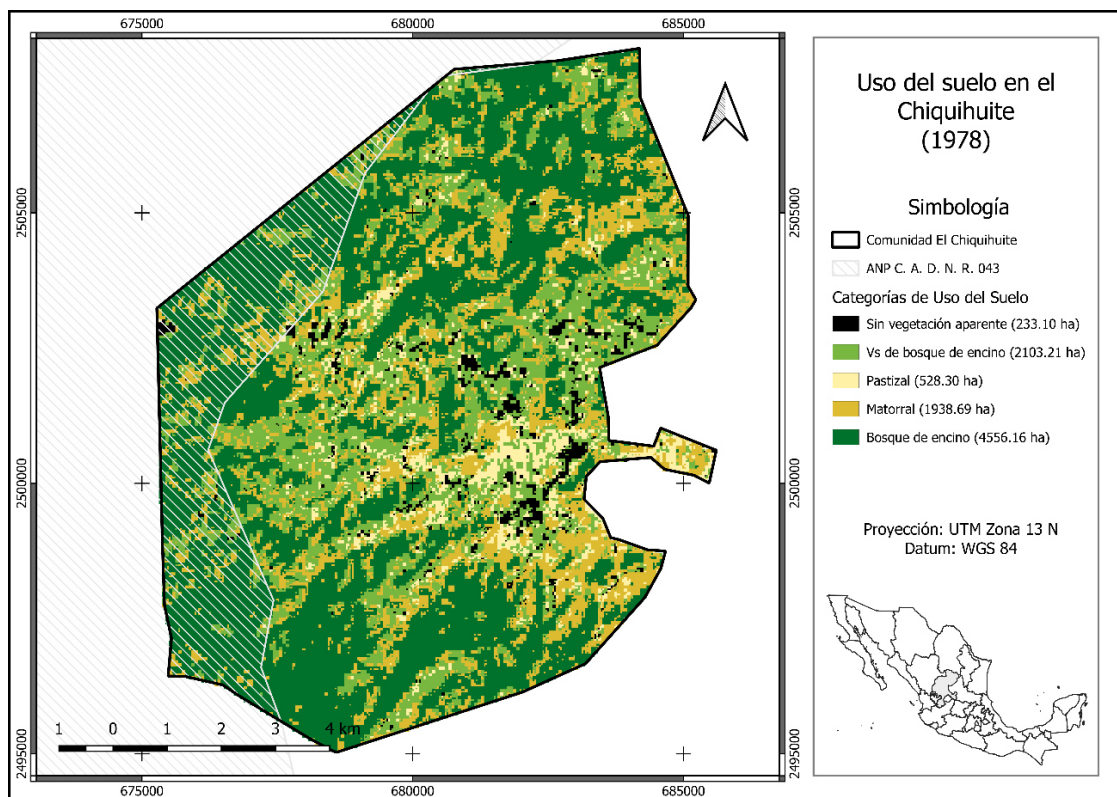 675000
680000
685000
2505000
2500000
2495000
2505000
2500000
2495000
1 0 1 2 3 4 km
675000
680000
685000
Uso del suelo en el
Chiquihuite
(1978)
Simbología
Comunidad El Chiquihuite
ANP C. A. D. N. R. 043
Categorías de Uso del Suelo
Sin vegetación aparente (233.10 ha)
Vs de bosque de encino (2103.21 ha)
Pastizal (528.30 ha)
Matorral (1938.69 ha)
Bosque de encino (4556.16 ha)
Proyección: UTM Zona 13 N
Datum: WGS 84